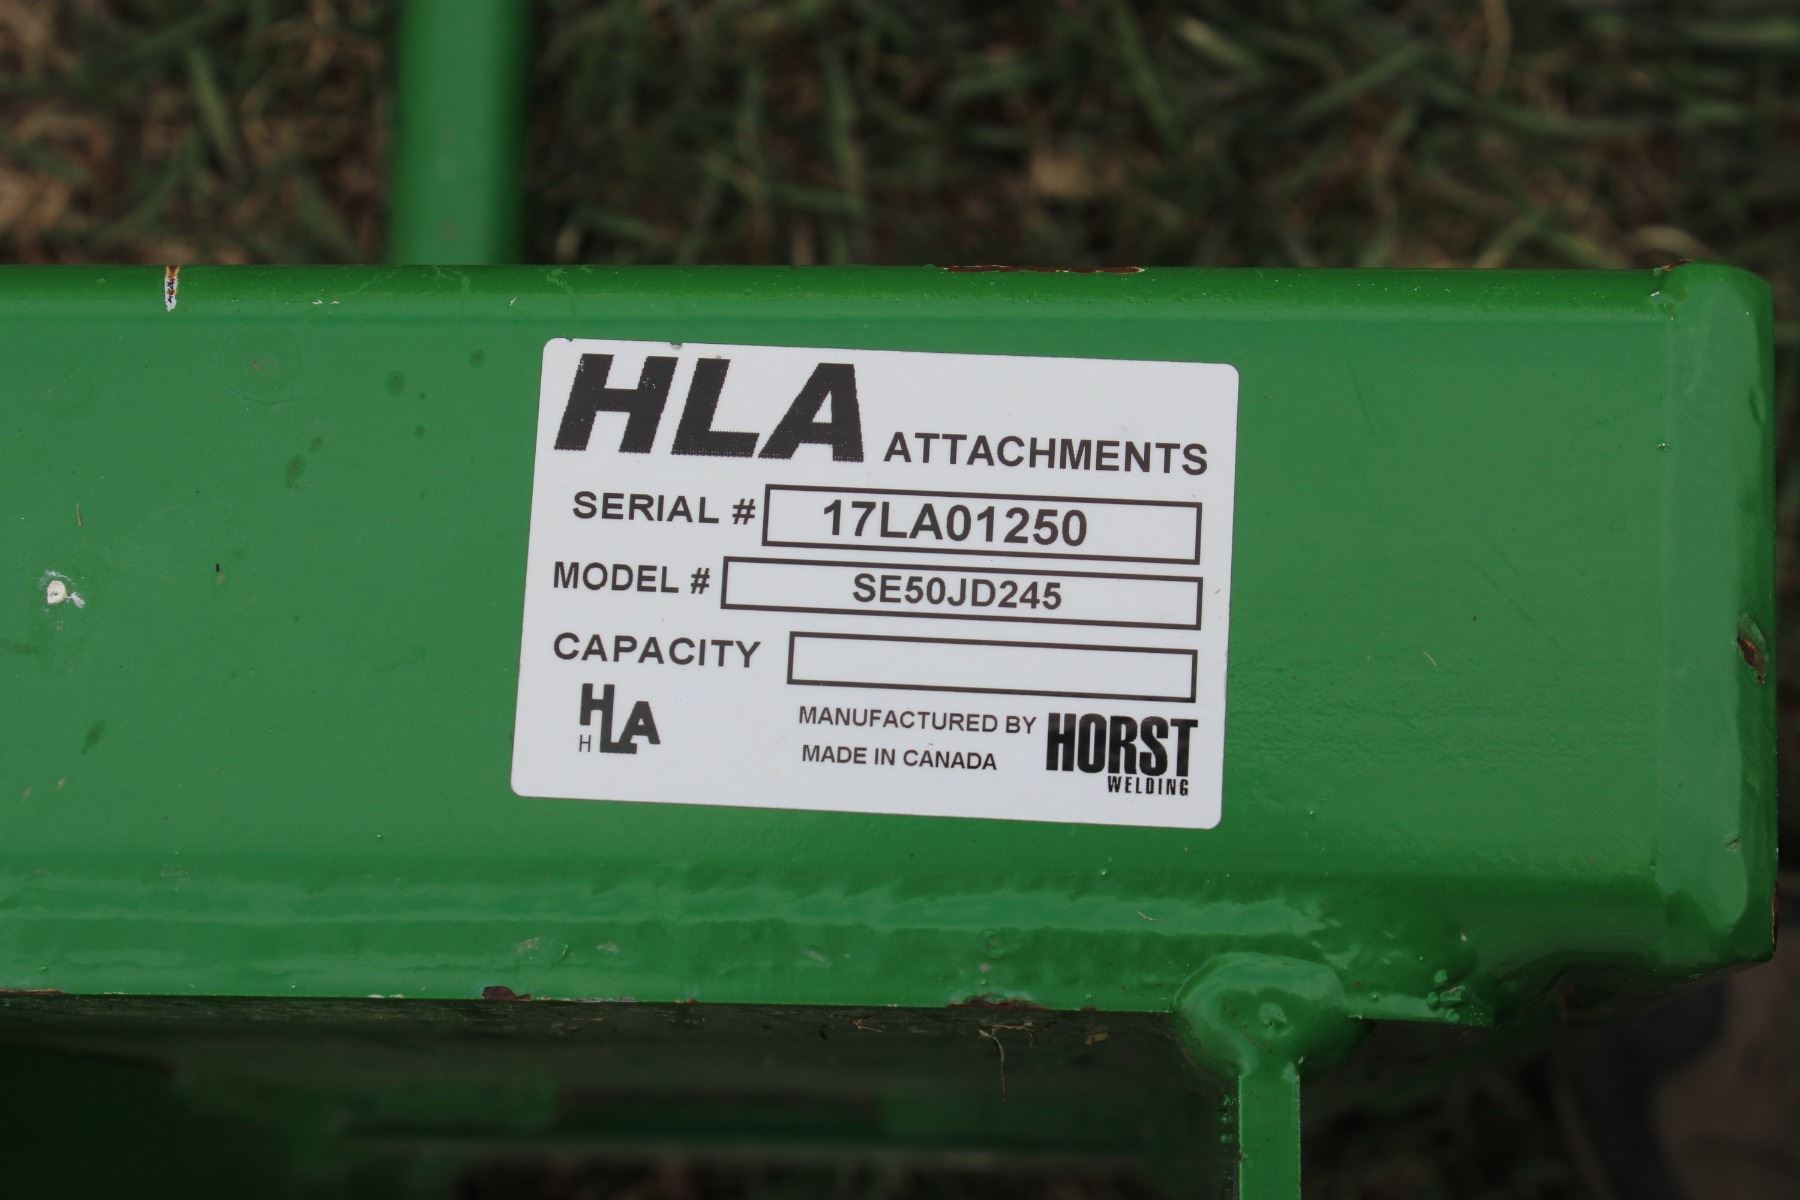 HLA ATTACHMENTS
SERIAL # 17LA01250
MODEL # SE50JD245
CAPACITY
HLA
H
MANUFACTURED BY HORST
WELDING
MADE IN CANADA